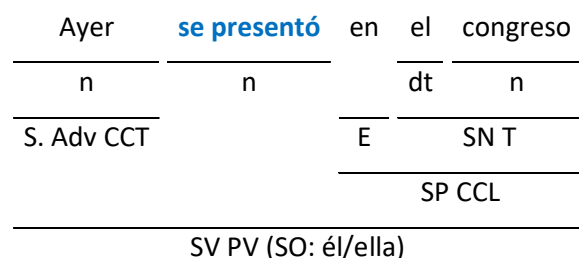 Ayer se presentó en el congreso
n n dt n
S. Adv CCT E SN T
SP CCL
SV PV (SO: él/ella)